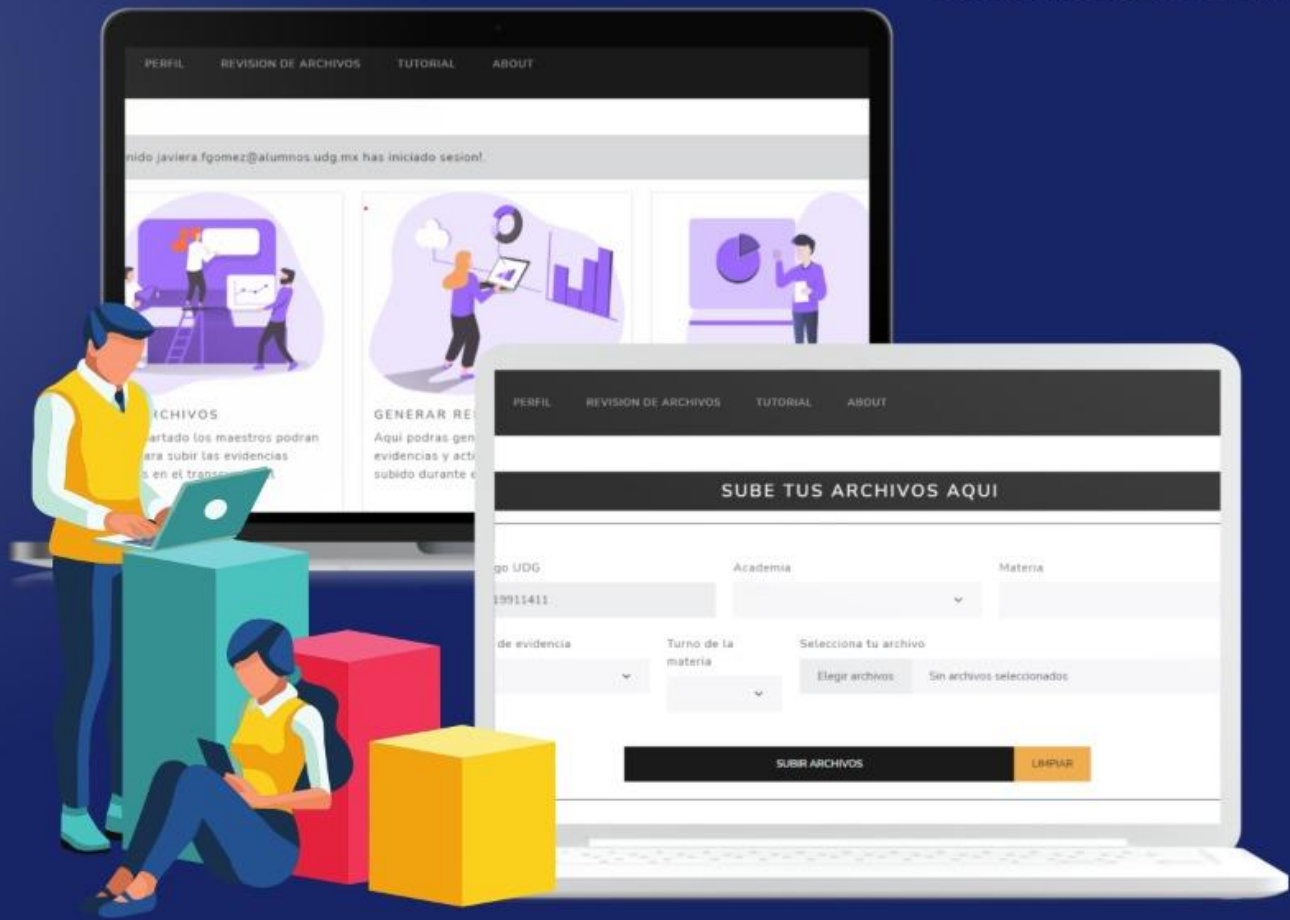 PERFIL REVISION DE ARCHIVOS TUTORIAL ABOUT
nido javiera.fgomez@alumnos.udg.mx has iniciado sesion!.
RCHIVOS
artado los maestros podran
ara subir las evidencias
s en el
GENERAR RE
Aqui podras gen
evidencias y acti
subido durante e
PERFIL REVISION DE ARCHIVOS TUTORIAL ABOUT
SUBE TUS ARCHIVOS AQUI
go UDG Academia Materia
19911411
de evidencia Turno de la materia Selecciona tu archivo
Elegir archivos Sin archivos seleccionados
SUBIR ARCHIVOS LIMPIAR